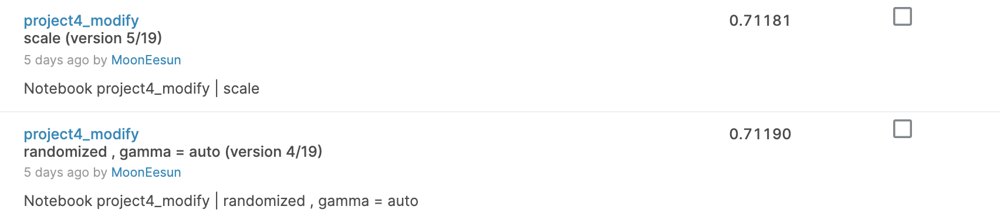 project4_modify 0.71181
scale (version 5/19)
5 days ago by MoonEesun
Notebook project4_modify | scale
project4_modify 0.71190
randomized , gamma = auto (version 4/19)
5 days ago by MoonEesun
Notebook project4_modify | randomized , gamma = auto